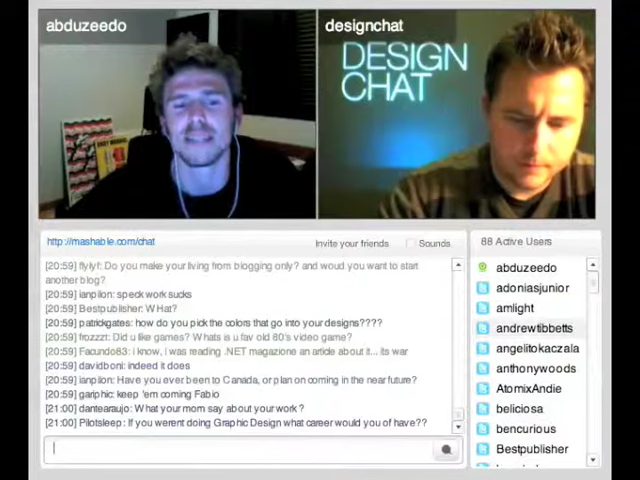 abduzeedo
designchat
DESIGN
CHAT
http://mashable.com/chat
Invite your friends
Sounds
88 Active Users
[20:59] flylyf: Do you make your living from blogging only? and woud you want to start
another blog?
[20:59] ianplion: speck work sucks
[20:59] Bestpublisher: W hat?
[20:59] patrickgates: how do you pick the colors that go into your designs????
[20:59] frozzzt: Did u like games? Whats is u fav old 80's video game?
[20:59] Facundo83: i know, i was reading .NET magazione an article about it... its war
[20:59] davidboni: indeed it does
[20:59] ianplion: Have you ever been to Canada, or plan on coming in the near future?
[20:59] gariphic: keep 'em coming Fabio
[21:00] dantearaujo: What your mom say about your work ?
[21:00] Pilotsleep: If you werent doing Graphic Design what career would you of have??
abduzeedo
adoniasjunior
amlight
andrewtibbetts
angelitokaczala
anthonywoods
AtomixAndie
beliciosa
bencurious
Bestpublisher